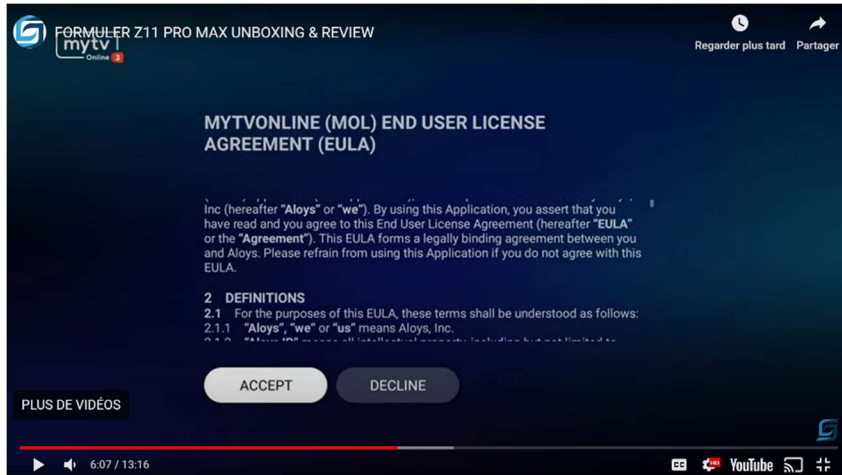 FORMULER Z11 PRO MAX UNBOXING & REVIEW
Regarder plus tard
Partager
mytv
Online 3
MYTVONLINE (MOL) END USER LICENSE
AGREEMENT (EULA)
Inc (hereafter “Aloys” or “we”). By using this Application, you assert that you
have read and you agree to this End User License Agreement (hereafter “EULA”
or the “Agreement”). This EULA forms a legally binding agreement between you
and Aloys. Please refrain from using this Application if you do not agree with this
EULA.
2 DEFINITIONS
2.1 For the purposes of this EULA, these terms shall be understood as follows:
2.1.1 “Aloys”, “we” or “us” means Aloys, Inc.
ACCEPT
DECLINE
PLUS DE VIDÉOS
6:07 / 13:16
CC
HD
YouTube